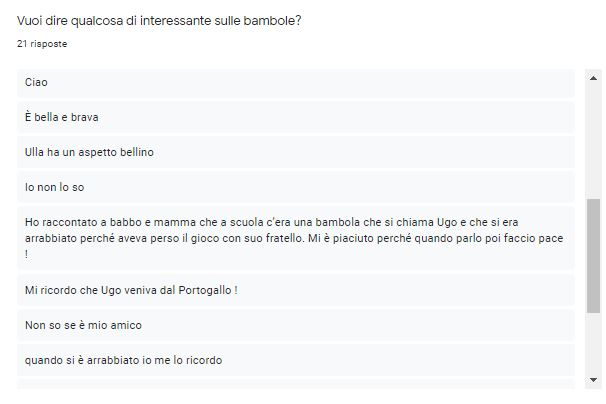 Vuoi dire qualcosa di interessante sulle bambole?
21 risposte
Ciao
È bella e brava
Ulla ha un aspetto bellino
Io non lo so
Ho raccontato a babbo e mamma che a scuola c'era una bambola che si chiama Ugo e che si era
arrabbiato perché aveva perso il gioco con suo fratello. Mi è piaciuto perché quando parlo poi faccio pace
!
Mi ricordo che Ugo veniva dal Portogallo !
Non so se è mio amico
quando si è arrabbiato io me lo ricordo